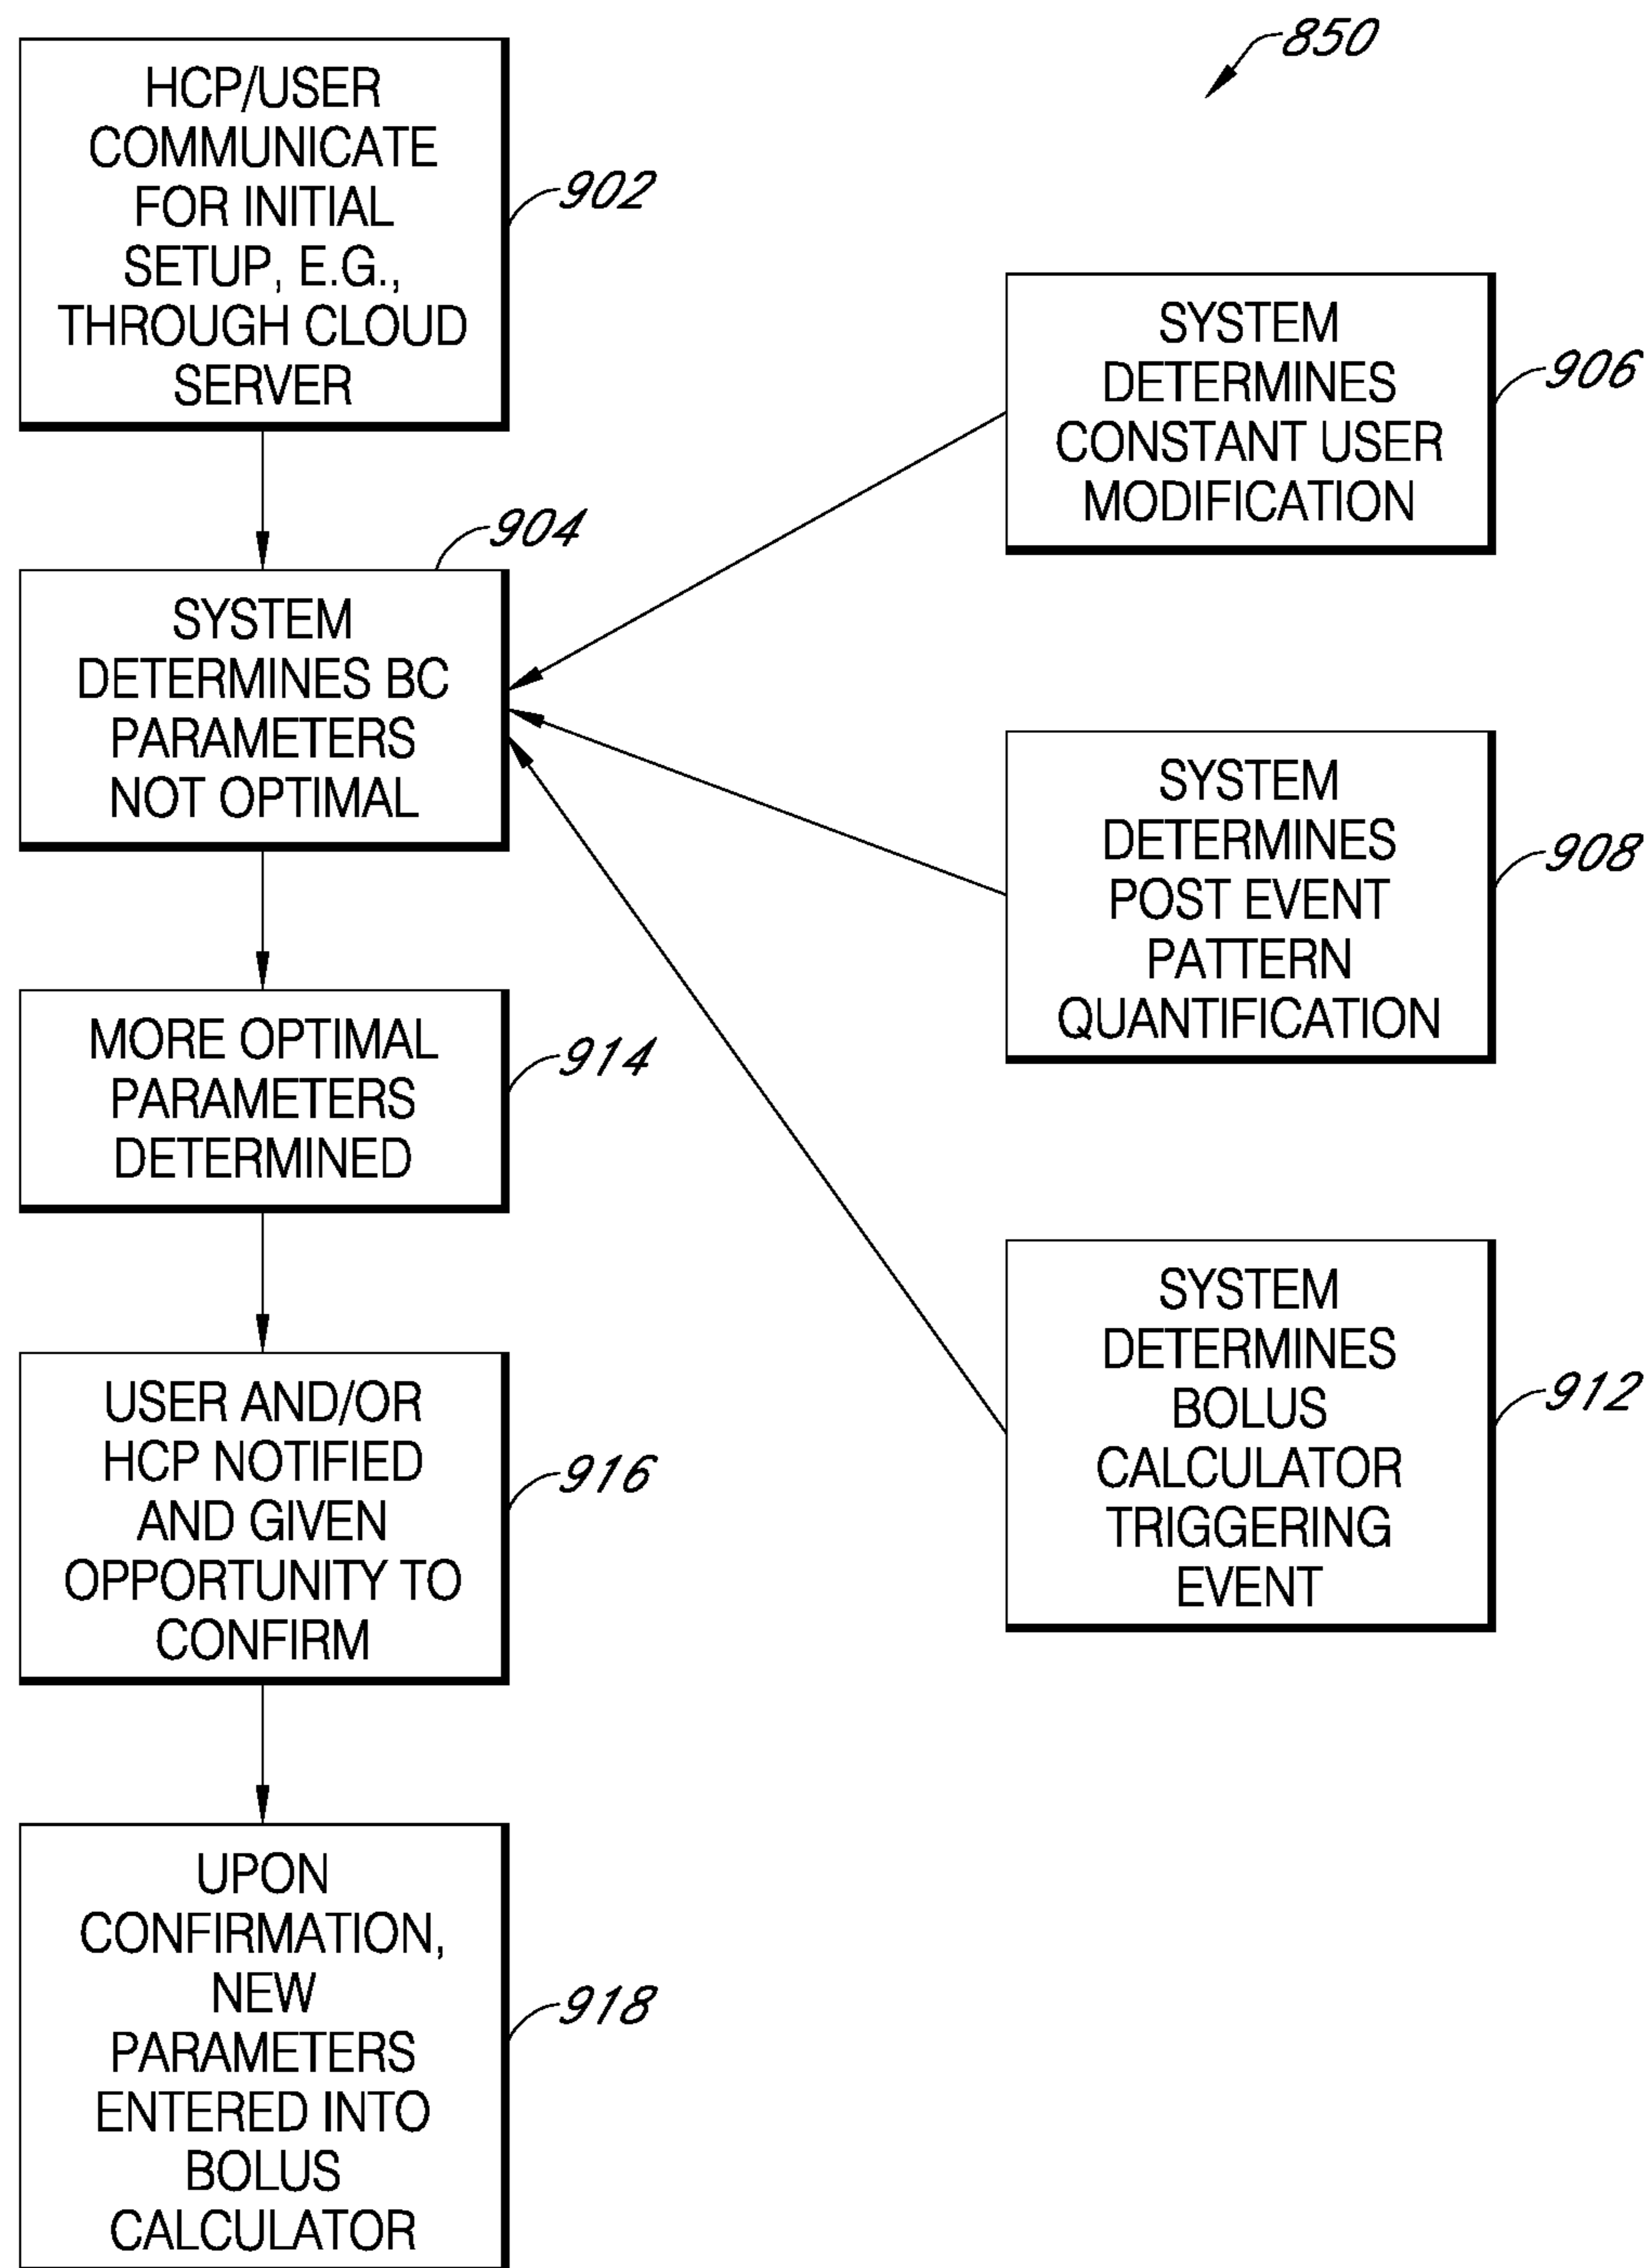 850
HCP/USER
COMMUNICATE
FOR INITIAL
SETUP, E.G.,
THROUGH CLOUD
SERVER
902
904
SYSTEM
DETERMINES BC
PARAMETERS
NOT OPTIMAL
SYSTEM
DETERMINES
CONSTANT USER
MODIFICATION
906
SYSTEM
DETERMINES
POST EVENT
PATTERN
QUANTIFICATION
908
SYSTEM
DETERMINES
BOLUS
CALCULATOR
TRIGGERING
EVENT
912
MORE OPTIMAL
PARAMETERS
DETERMINED
914
USER AND/OR
HCP NOTIFIED
AND GIVEN
OPPORTUNITY TO
CONFIRM
916
UPON
CONFIRMATION,
NEW
PARAMETERS
ENTERED INTO
BOLUS
CALCULATOR
918